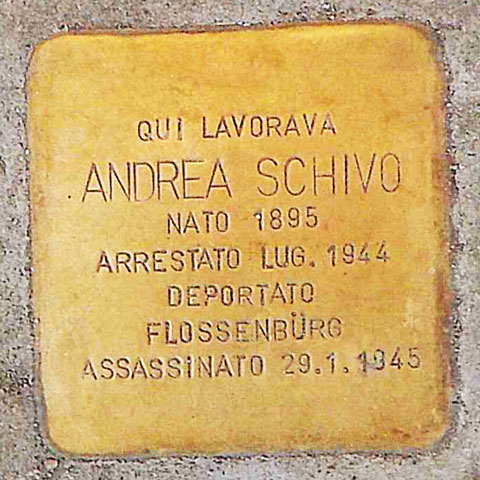 QUI LAVORAVA
ANDREA SCHIVO
NATO 1895
ARRESTATO LUG. 1944
DEPORTATO
FLOSSENBÜRG
ASSASSINATO 29.1.1945